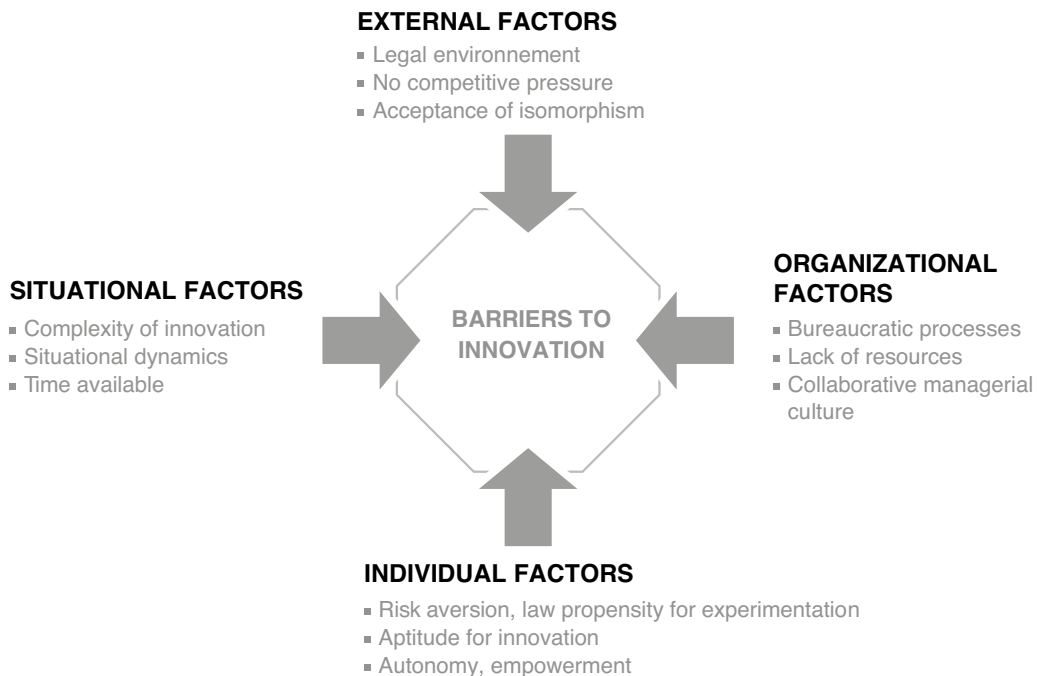 EXTERNAL FACTORS
▪ Legal environnement
▪ No competitive pressure
▪ Acceptance of isomorphism
SITUATIONAL FACTORS
▪ Complexity of innovation
▪ Situational dynamics
▪ Time available
BARRIERS TO
INNOVATION
ORGANIZATIONAL
FACTORS
▪ Bureaucratic processes
▪ Lack of resources
▪ Collaborative managerial
culture
INDIVIDUAL FACTORS
▪ Risk aversion, law propensity for experimentation
▪ Aptitude for innovation
▪ Autonomy, empowerment